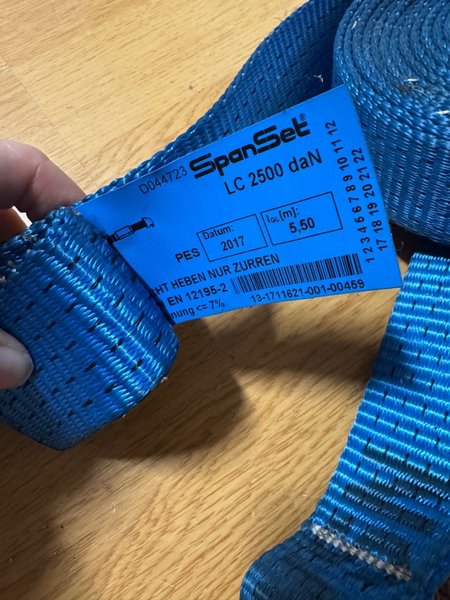 D044723 SpanSet®
LC 2500 daN
PES
Datum:
2017
LGL[m]:
5,50
HT HEBEN NUR ZURREN
EN 12195-2
nung <= 7%
13-1711621-001-00459
1 2 3 4 5 6 7 8 9 10 11 12
17 18 19 20 21 22